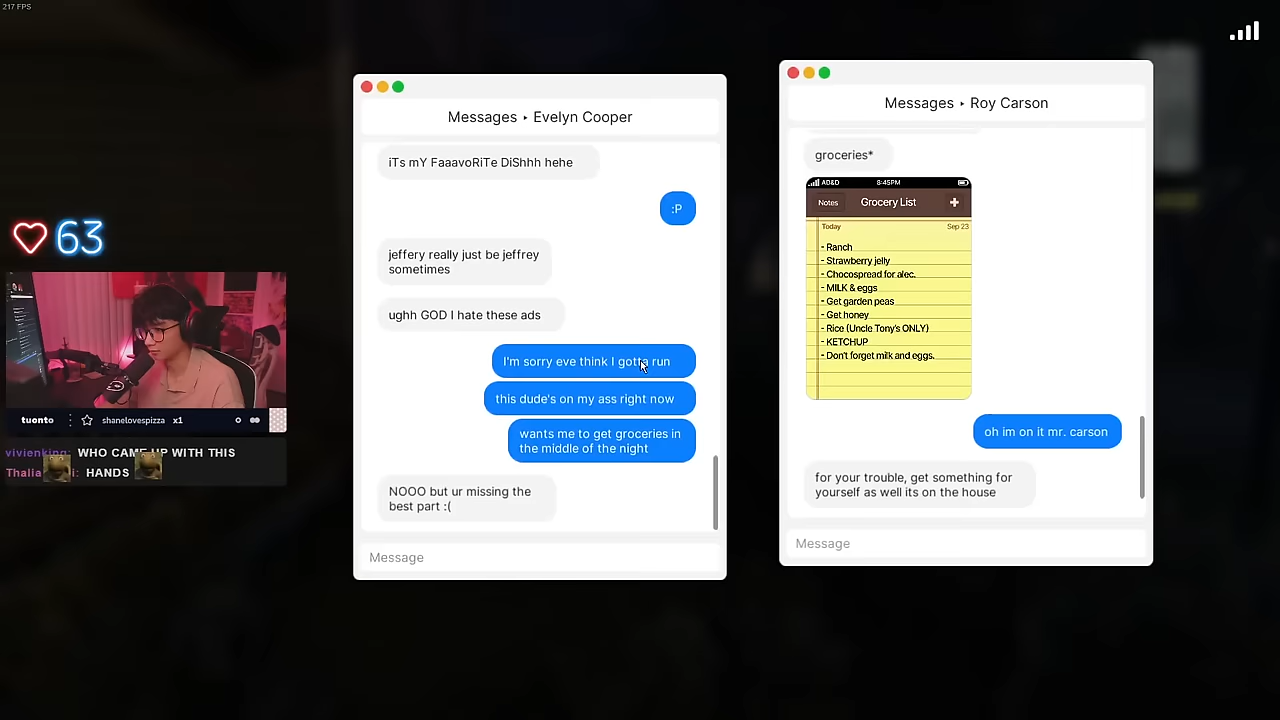 217 FPS
63
tuonto
shanelovespizza x1
vivienking: WHO CAME UP WITH THIS
HANDS
Messages ‣ Evelyn Cooper
iTs mY FaaavoRiTe DiShhh hehe
:P
jeffery really just be jeffrey
sometimes
ughh GOD I hate these ads
I'm sorry eve think I gotta run
this dude's on my ass right now
wants me to get groceries in
the middle of the night
NOOO but ur missing the
best part :(
Message
Messages ‣ Roy Carson
groceries*
AD&D 8:45PM
Notes Grocery List +
Today Sep 23
- Ranch
- Strawberry jelly
- Chocospread for alec.
- MILK & eggs
- Get garden peas
- Get honey
- Rice (Uncle Tony's ONLY)
- KETCHUP
- Don't forget milk and eggs.
oh im on it mr. carson
for your trouble, get something for
yourself as well its on the house
Message